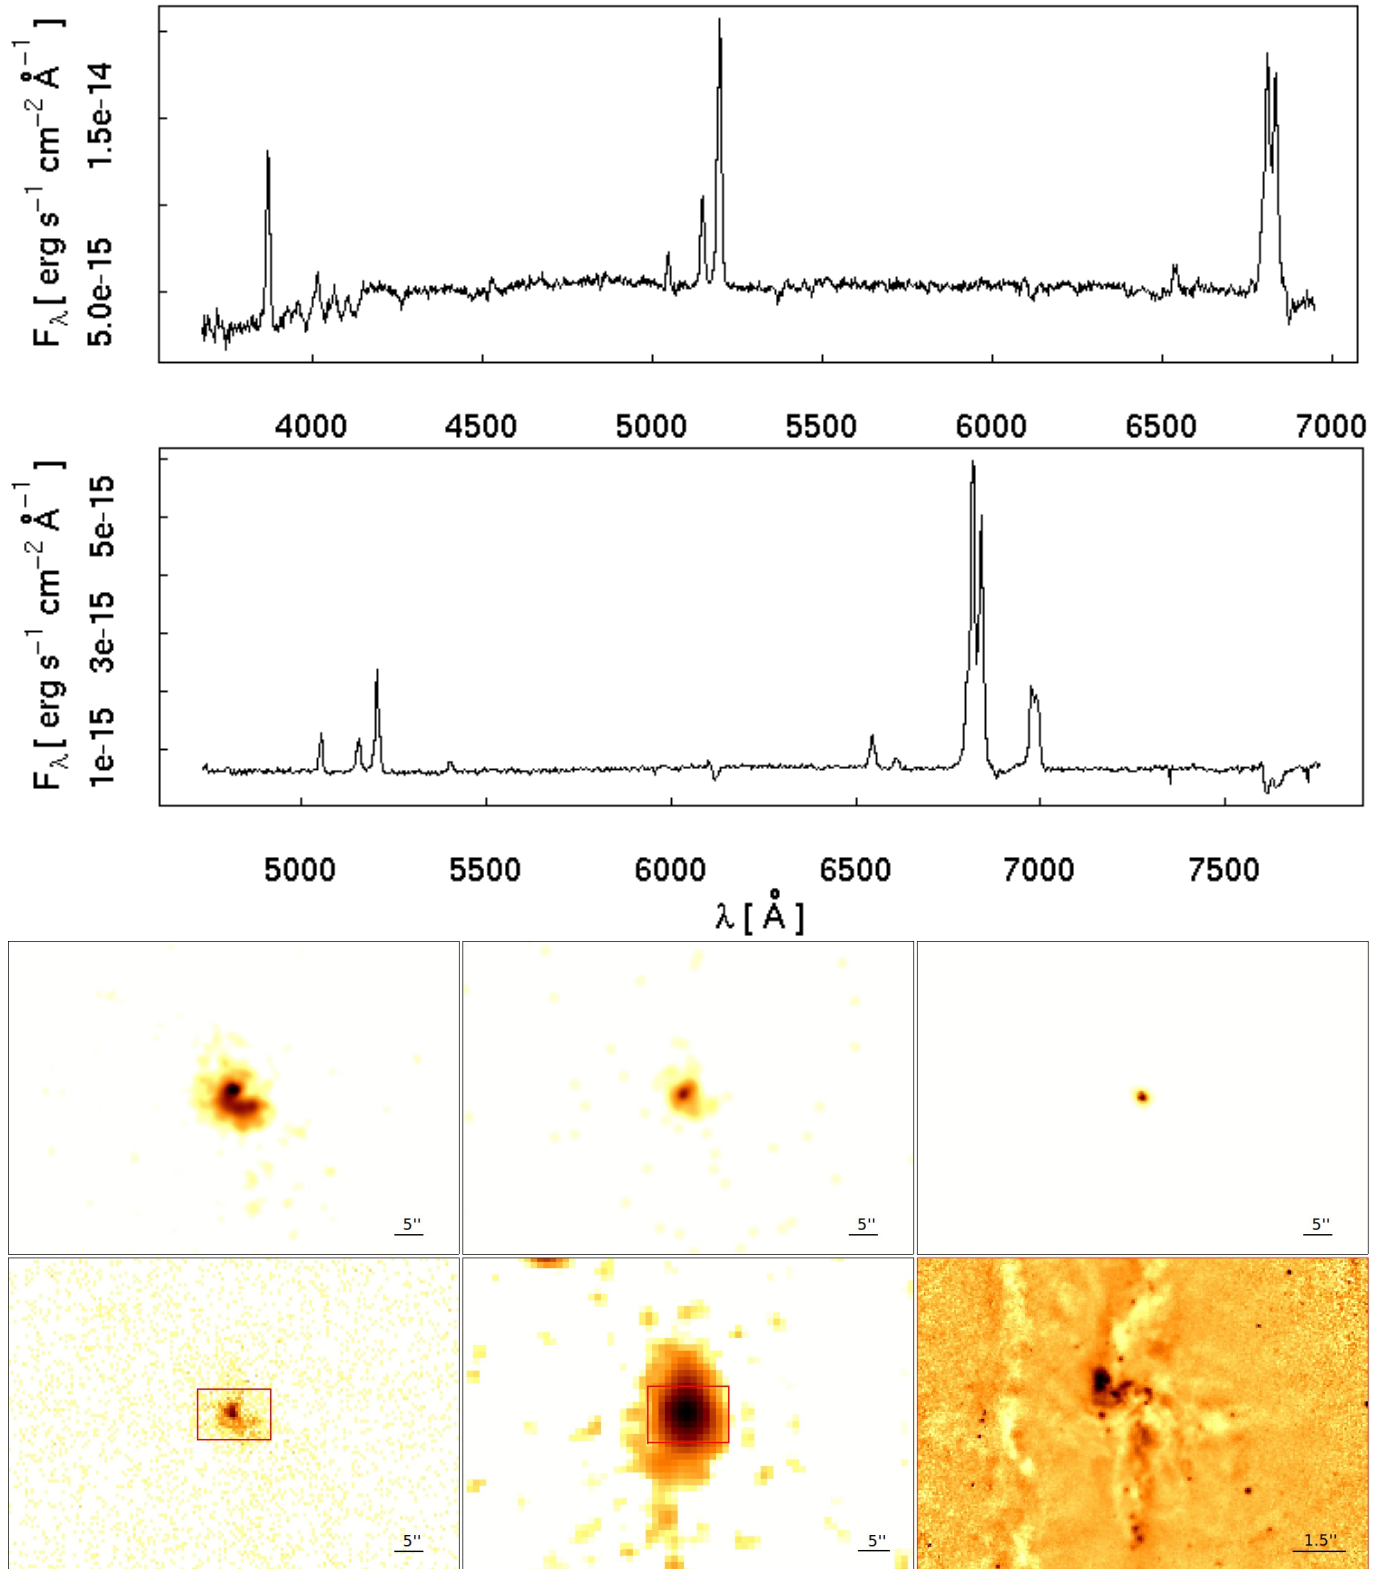 F_λ [ erg s⁻¹ cm⁻² Å⁻¹ ]
5.0e-15 1.5e-14
4000 4500 5000 5500 6000 6500 7000
F_λ [ erg s⁻¹ cm⁻² Å⁻¹ ]
1e-15 3e-15 5e-15
5000 5500 6000 6500 7000 7500
λ [ Å ]
5'' 5'' 5''
5'' 5'' 1.5''